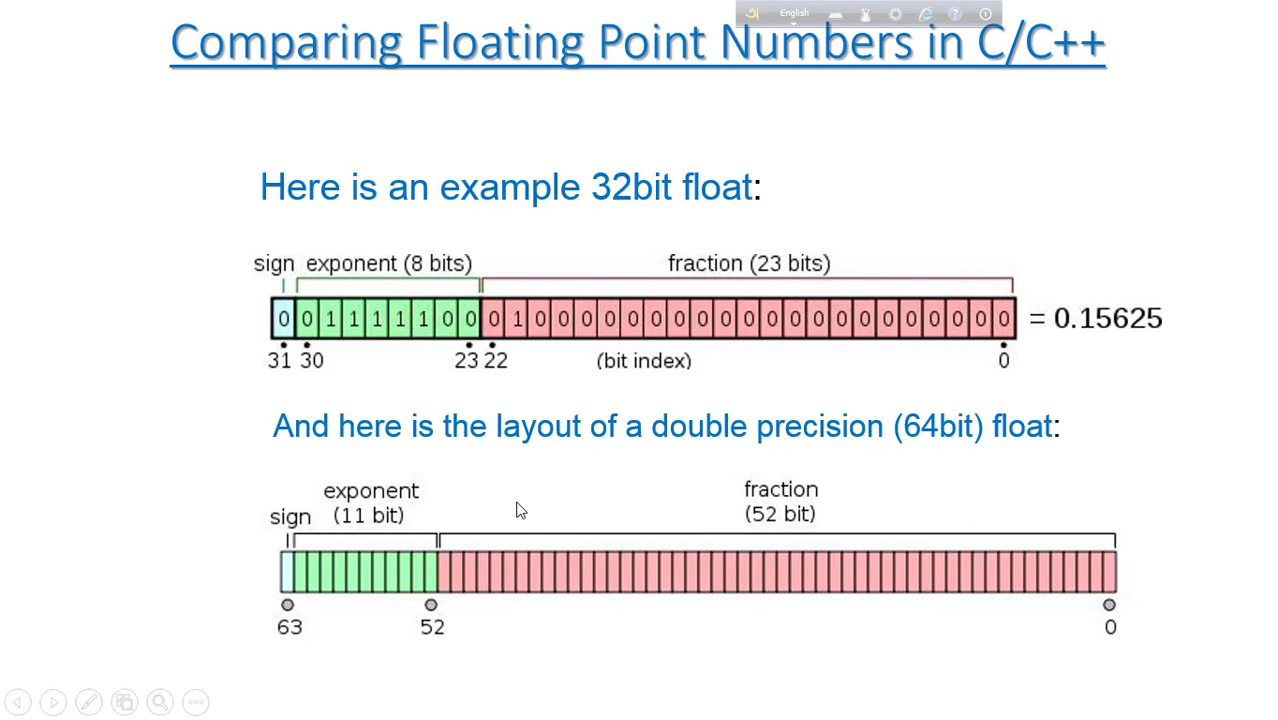 English
Comparing Floating Point Numbers in C/C++
Here is an example 32bit float:
sign exponent (8 bits) fraction (23 bits)
0 0 1 1 1 1 1 0 0 0 1 0 0 0 0 0 0 0 0 0 0 0 0 0 0 0 0 0 0 0 0 0 = 0.15625
31 30 23 22 (bit index) 0
And here is the layout of a double precision (64bit) float:
exponent fraction
sign (11 bit) (52 bit)
63 52 0